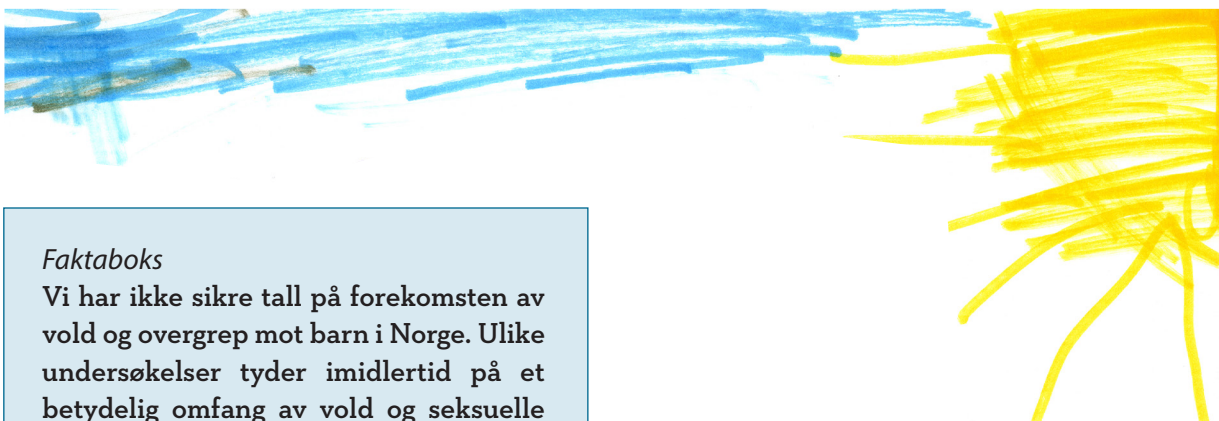 Faktaboks
Vi har ikke sikre tall på forekomsten av
vold og overgrep mot barn i Norge. Ulike
undersøkelser tyder imidlertid på et
betydelig omfang av vold og seksuelle